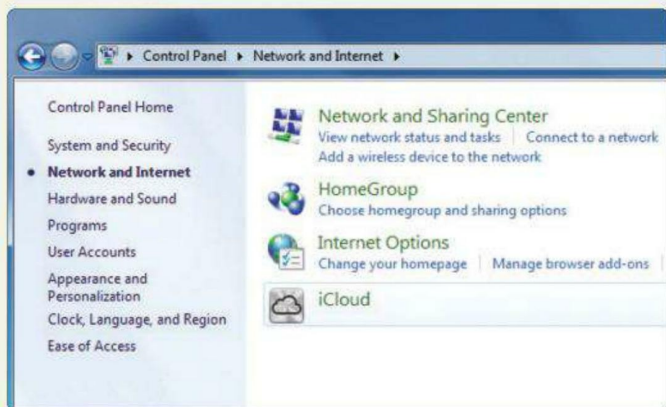 Control Panel ▸ Network and Internet ▸
Control Panel Home
System and Security
• Network and Internet
Hardware and Sound
Programs
User Accounts
Appearance and
Personalization
Clock, Language, and Region
Ease of Access
Network and Sharing Center
View network status and tasks | Connect to a network
Add a wireless device to the network
HomeGroup
Choose homegroup and sharing options
Internet Options
Change your homepage | Manage browser add-ons |
iCloud